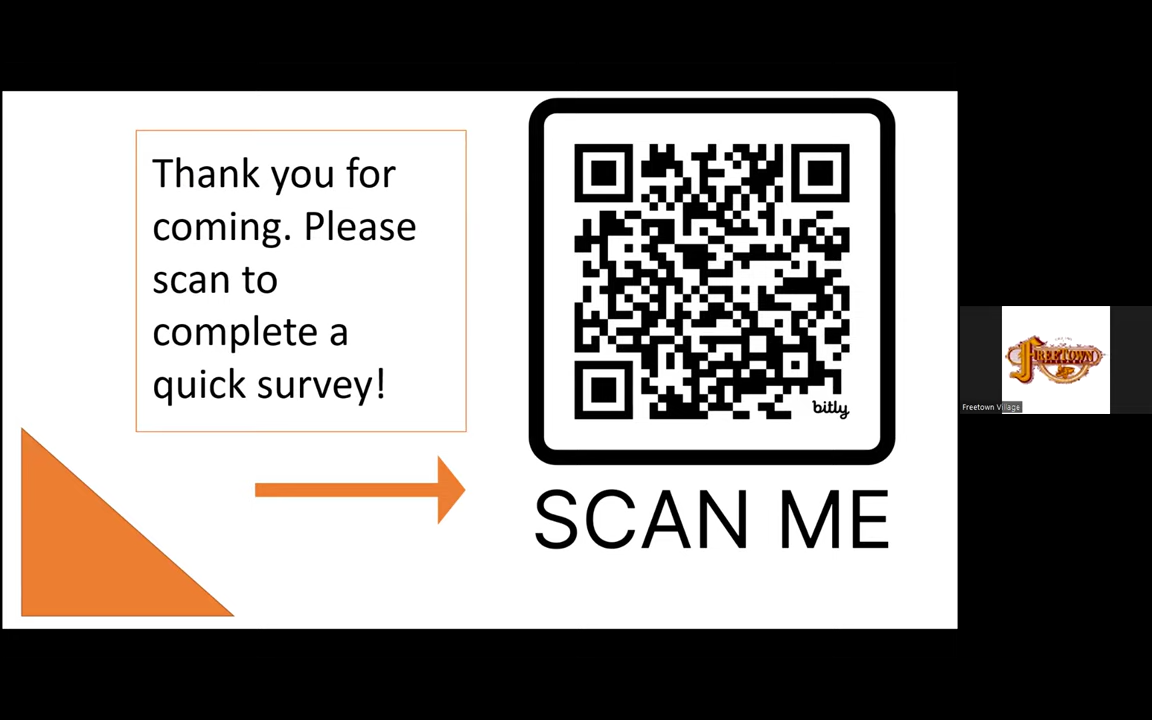 Thank you for
coming. Please
scan to
complete a
quick survey!
bitly
SCAN ME
FREETOWN
Freetown Village